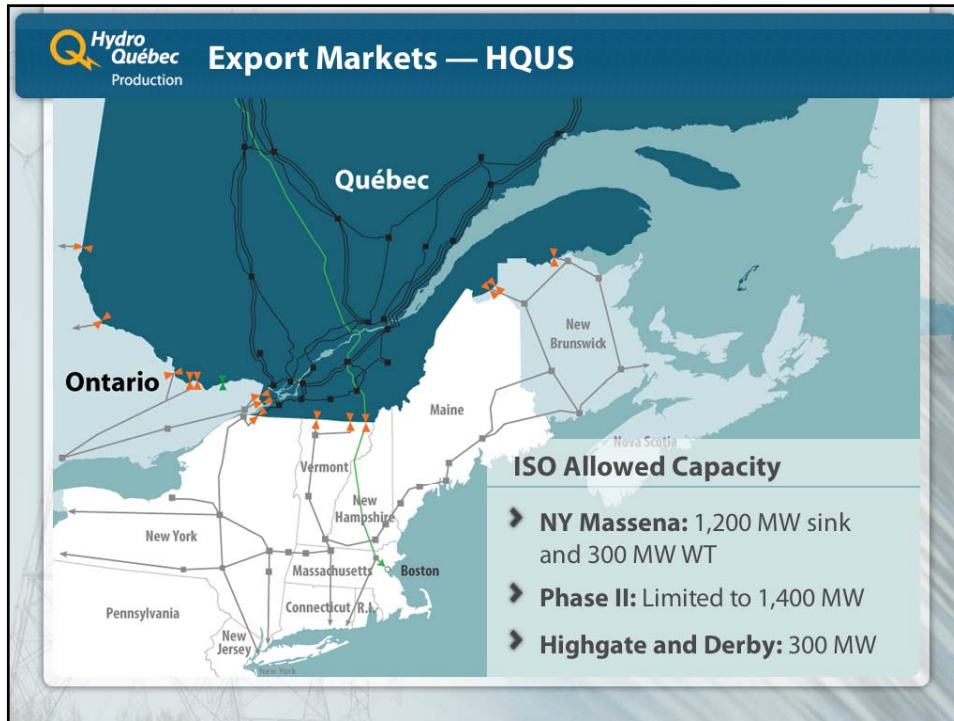 Hydro
Québec
Production
Export Markets — HQUS
Québec
Ontario
New
Brunswick
Maine
Nova Scotia
Vermont
New
Hampshire
New York
Massachusetts
Boston
Connecticut
R.I.
Pennsylvania
New
Jersey
New York
ISO Allowed Capacity
NY Massena: 1,200 MW sink
and 300 MW WT
Phase II: Limited to 1,400 MW
Highgate and Derby: 300 MW